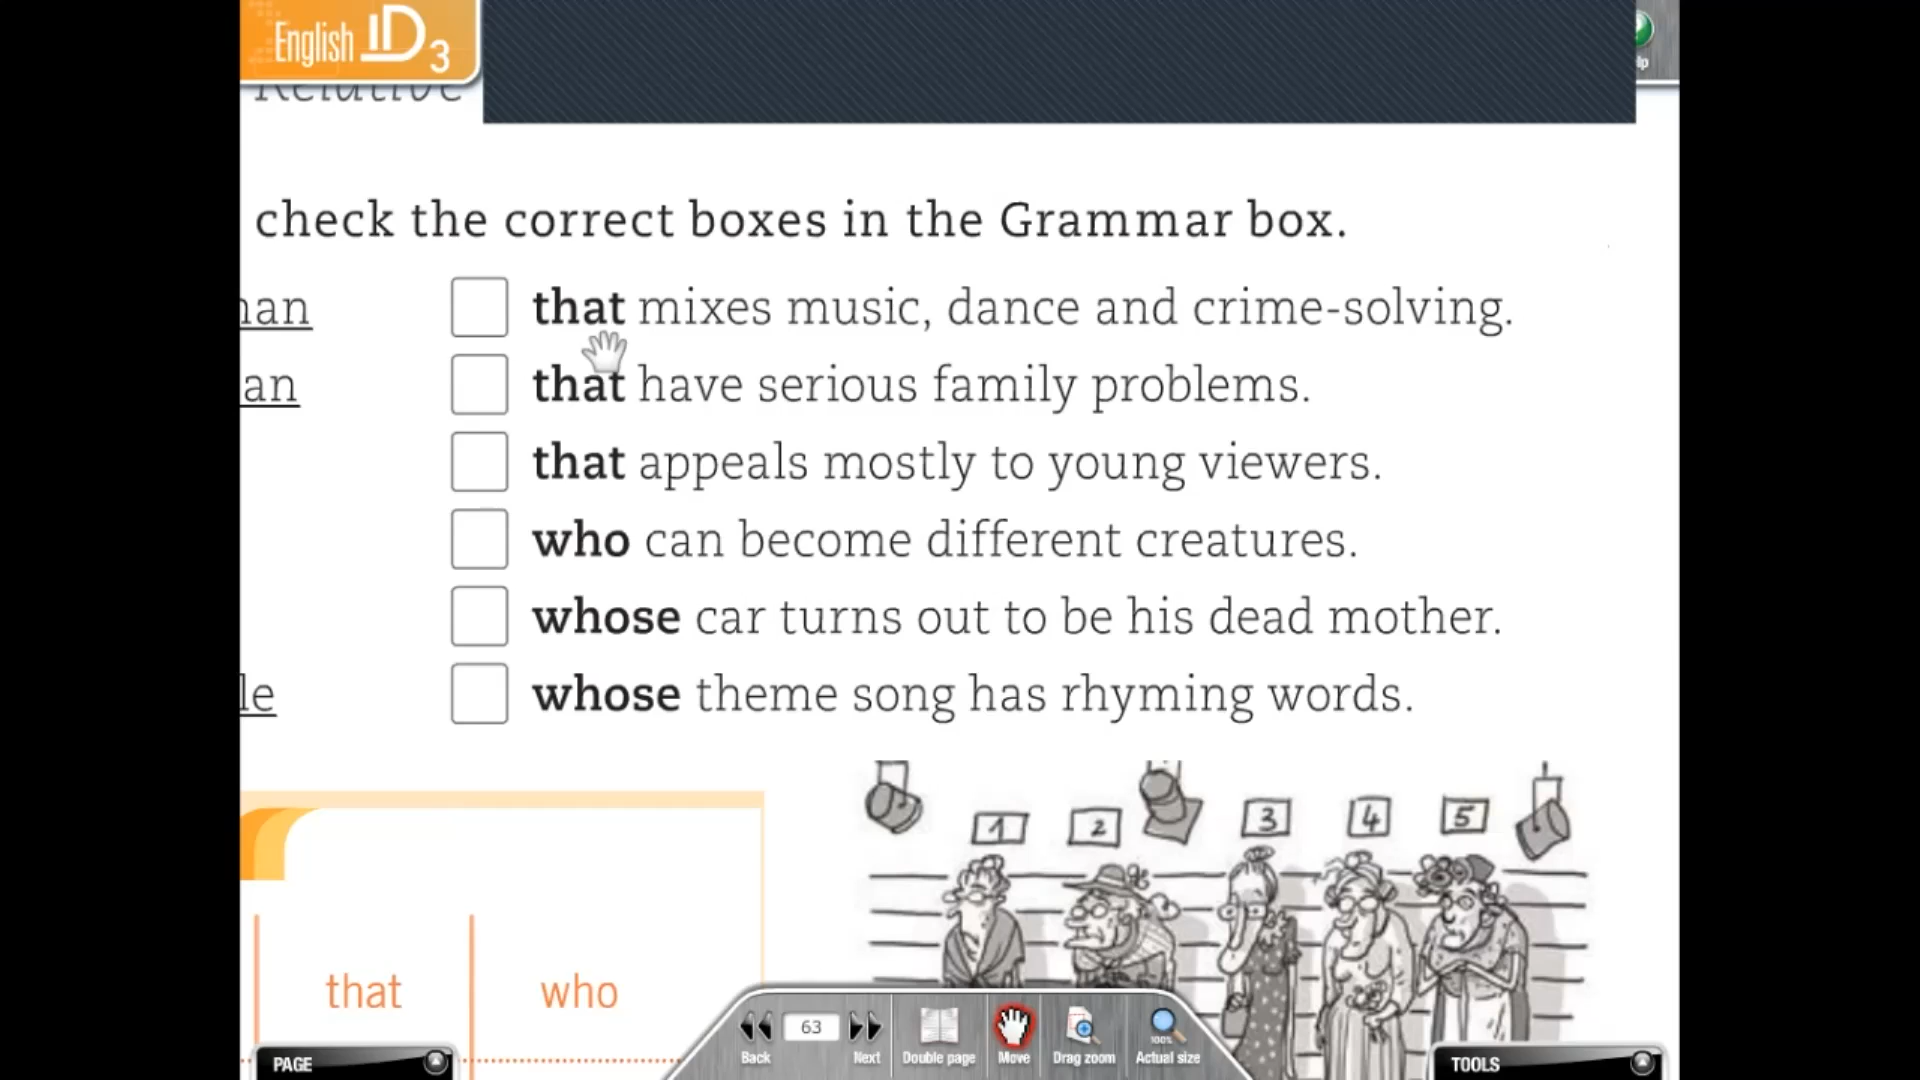 English ID 3
Relative
check the correct boxes in the Grammar box.
that mixes music, dance and crime-solving.
an that have serious family problems.
that appeals mostly to young viewers.
who can become different creatures.
whose car turns out to be his dead mother.
le whose theme song has rhyming words.
1 2 3 4 5
that who
63
100%
Back Next Double page Move Drag zoom Actual size
PAGE TOOLS